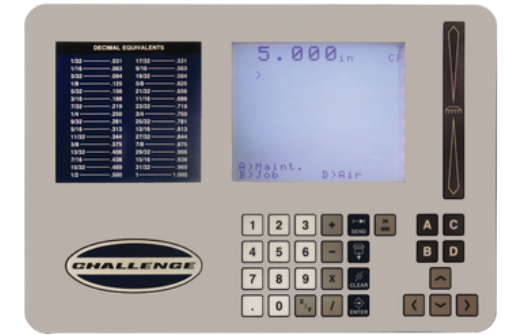 DECIMAL EQUIVALENTS
1/32 .031 17/32 .531
1/16 .063 9/16 .563
3/32 .094 19/32 .594
1/8 .125 5/8 .625
5/32 .156 21/32 .656
3/16 .188 11/16 .688
7/32 .219 23/32 .719
1/4 .250 3/4 .750
9/32 .281 25/32 .781
5/16 .313 13/16 .813
11/32 .344 27/32 .844
3/8 .375 7/8 .875
13/32 .406 29/32 .906
7/16 .438 15/16 .938
15/32 .469 31/32 .969
1/2 .500 1 1.000
5.000in
>
A)Maint.
B)Job D)Air
1 2 3 + SEND IN MM A C
4 5 6 - B D
7 8 9 X CLEAR
. 0 X/Y / ENTER
CHALLENGE